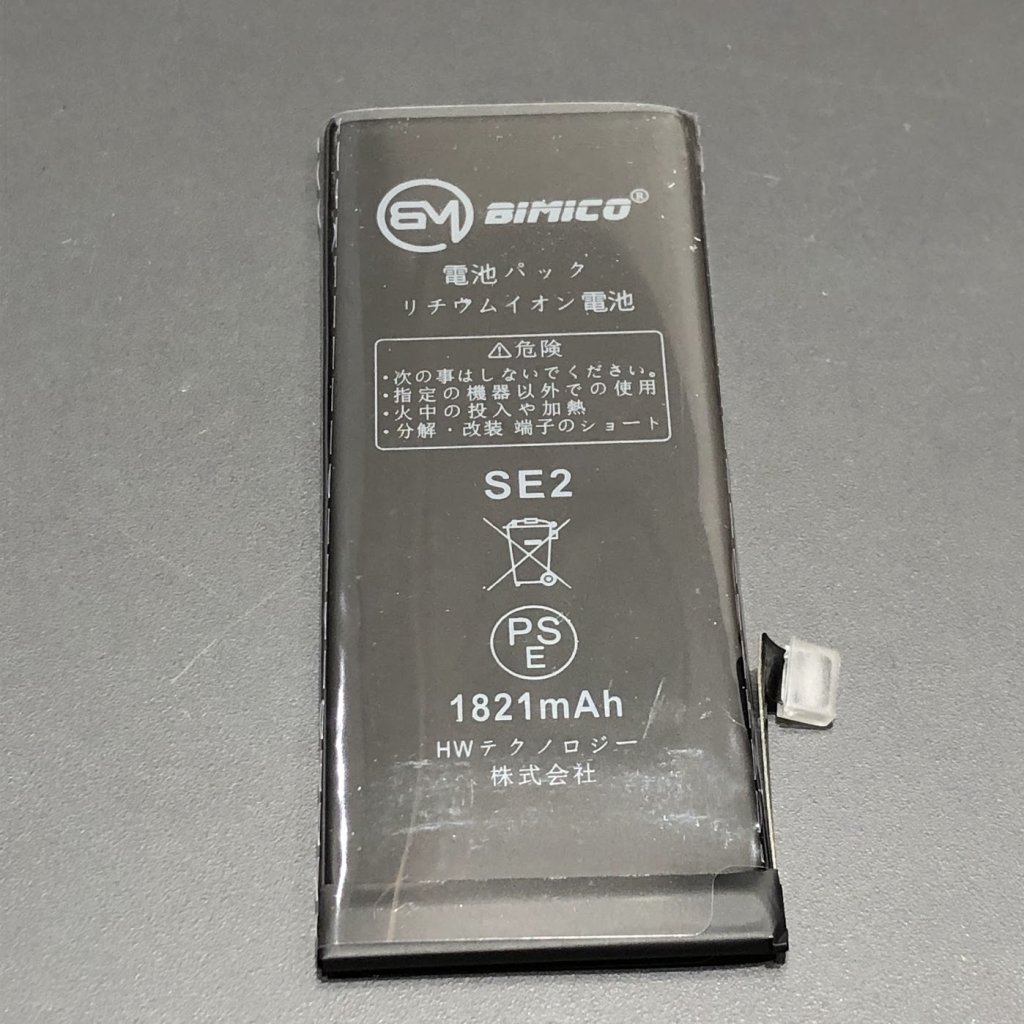 BM BIMICO®
電池パック
リチウムイオン電池
⚠危険
・次の事はしないでください。
・指定の機器以外での使用
・火中の投入や加熱
・分解・改装 端子のショート
SE2
PS
E
1821mAh
HWテクノロジー
株式会社